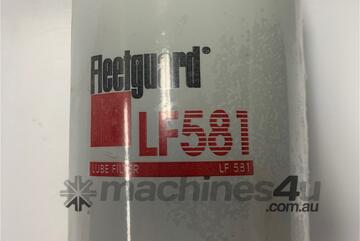 Fleetguard®
LF581
LUBE FILTER LF 581
machines4u
.com.au